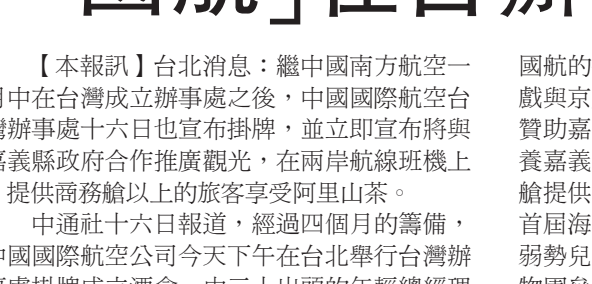 國航」在台辦
【本報訊】台北消息：繼中國南方航空一
月中在台灣成立辦事處之後，中國國際航空台
灣辦事處十六日也宣布掛牌，並立即宣布將與
嘉義縣政府合作推廣觀光，在兩岸航線班機上
提供商務艙以上的旅客享受阿里山茶。
中通社十六日報道，經過四個月的籌備，
中國國際航空公司今天下午在台北舉行台灣辦
國航的
戲與京
贊助嘉
養嘉義
艙提供
首屆海
弱勢兒